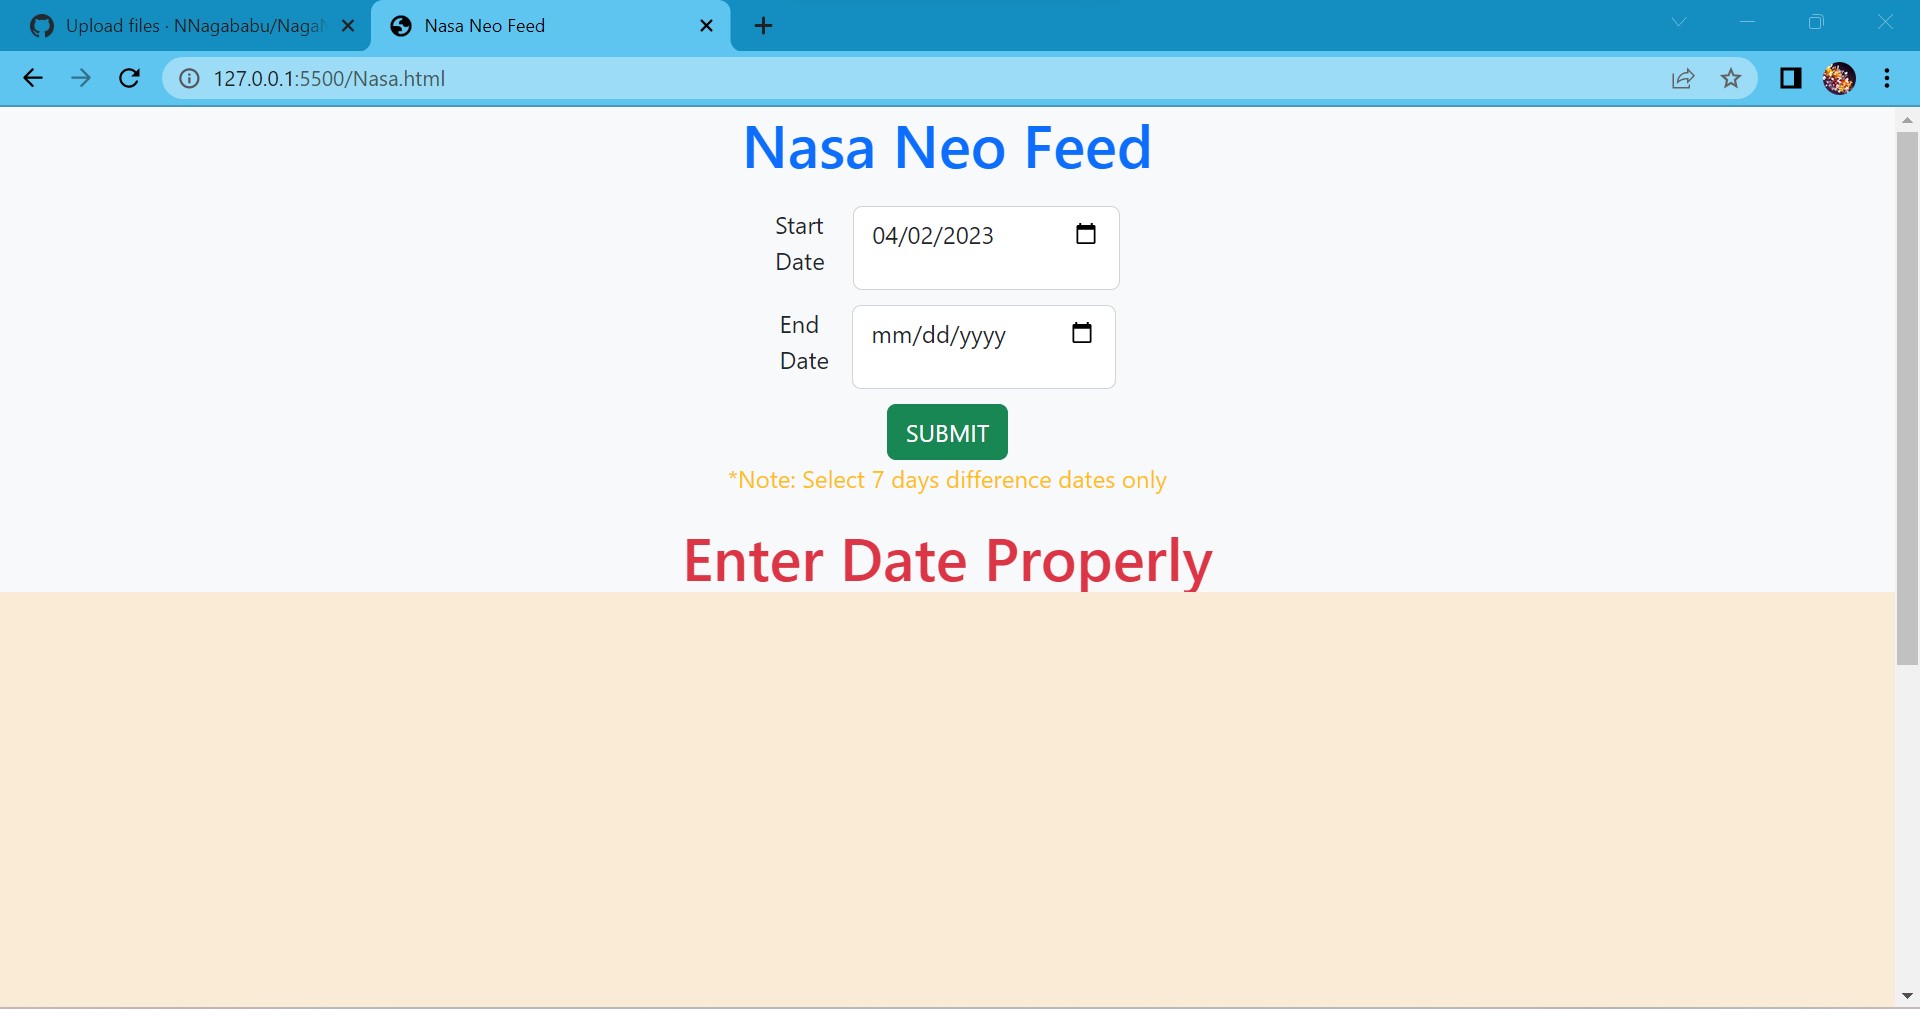 Upload files · NNagababu/Naga
Nasa Neo Feed
127.0.0.1:5500/Nasa.html
Nasa Neo Feed
Start
Date
04/02/2023
End
Date
mm/dd/yyyy
SUBMIT
*Note: Select 7 days difference dates only
Enter Date Properly